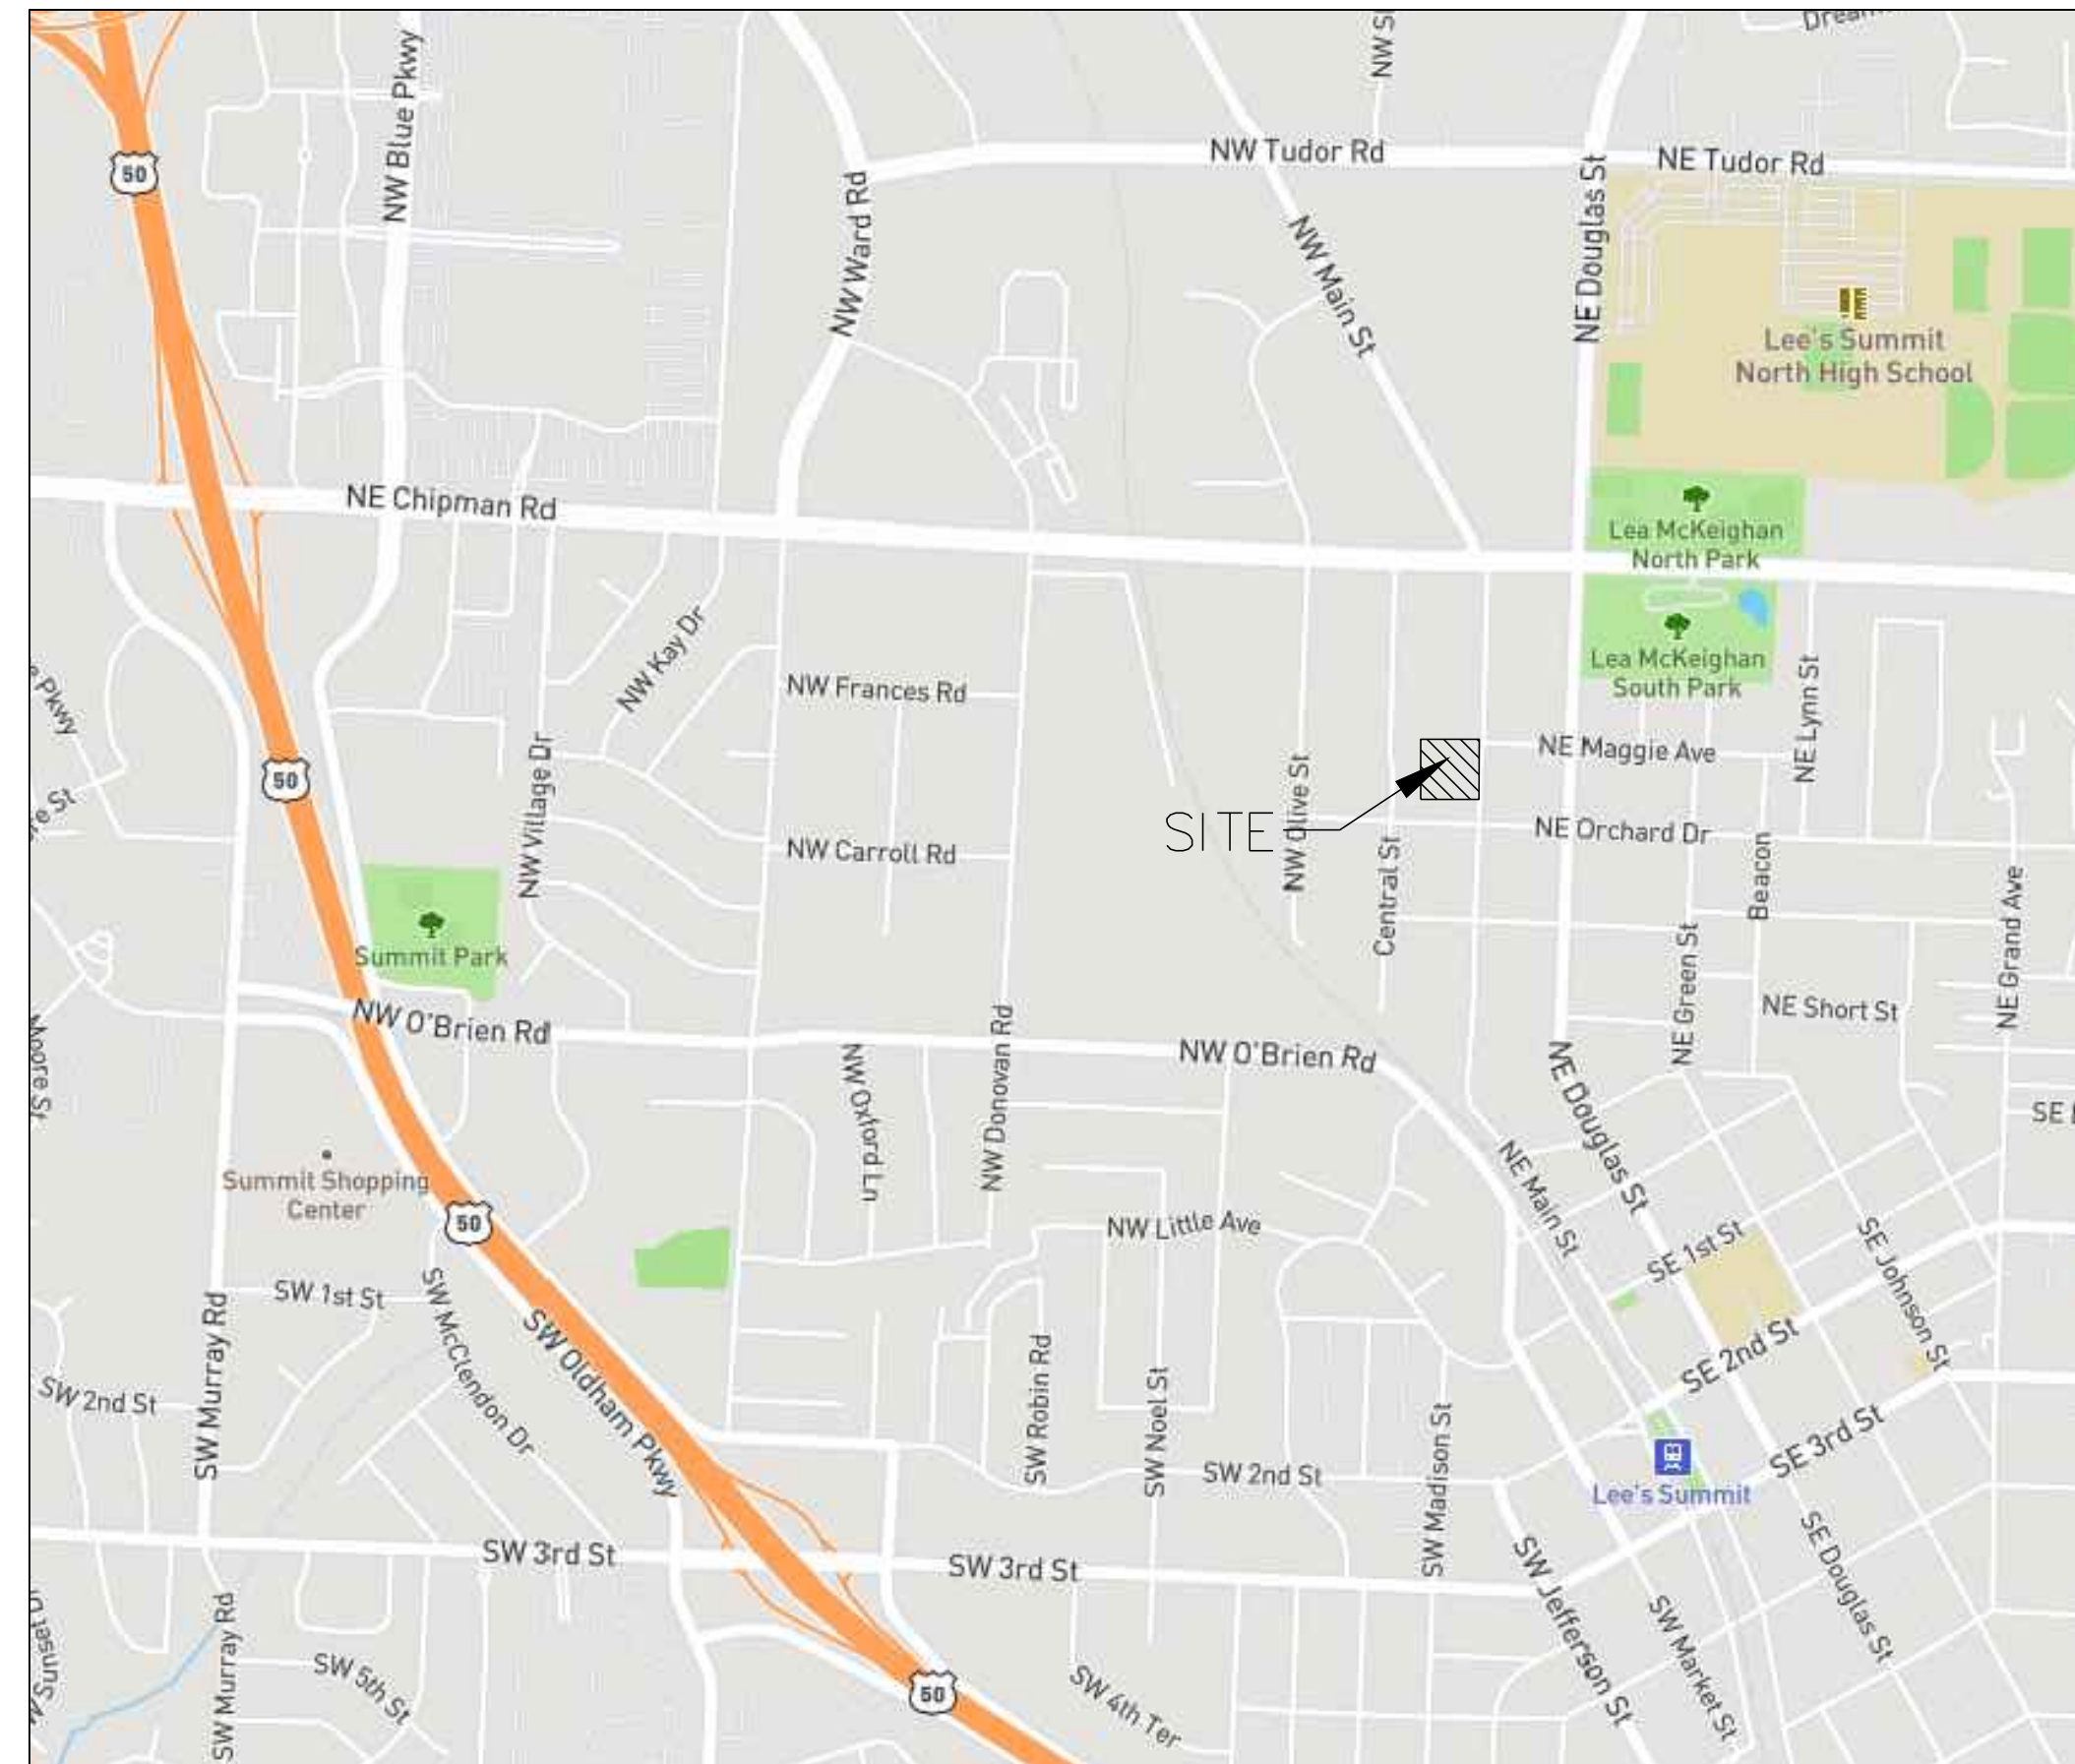 NW Blue Pkwy
50
NW Tudor Rd
NE Tudor Rd
NW Ward Rd
NW Main St
NE Douglas St
Lee's Summit
North High School
NE Chipman Rd
Lea McKeighan
North Park
Lea McKeighan
South Park
NW Kay Dr
NW Frances Rd
NE Lynn St
Pkwy
NE Maggie Ave
50
NW Village Dr
NW Olive St
SITE
NE Orchard Dr
NW Carroll Rd
Central St
Beacon
Summit Park
NE Green St
NE Grand Ave
NW O'Brien Rd
NE Short St
NW O'Brien Rd
Moore St
NW Oxford Ln
NW Donovan Rd
NE Douglas St
SE
Summit Shopping
Center
50
NE Main St
NW Little Ave
SE 1st St
SE Johnson St
SW 1st St
SW Murray Rd
SW McClendon Dr
SW Oldham Pkwy
SE 2nd St
SW 2nd St
SW Robin Rd
SW Noel St
SW Madison St
SE 3rd St
SW 2nd St
Lee's Summit
SW 3rd St
SW 3rd St
SE Douglas St
SW Jefferson St
SW Market St
Sunset Dr
SW Murray Rd
SW 5th St
50
SW 4th Ter